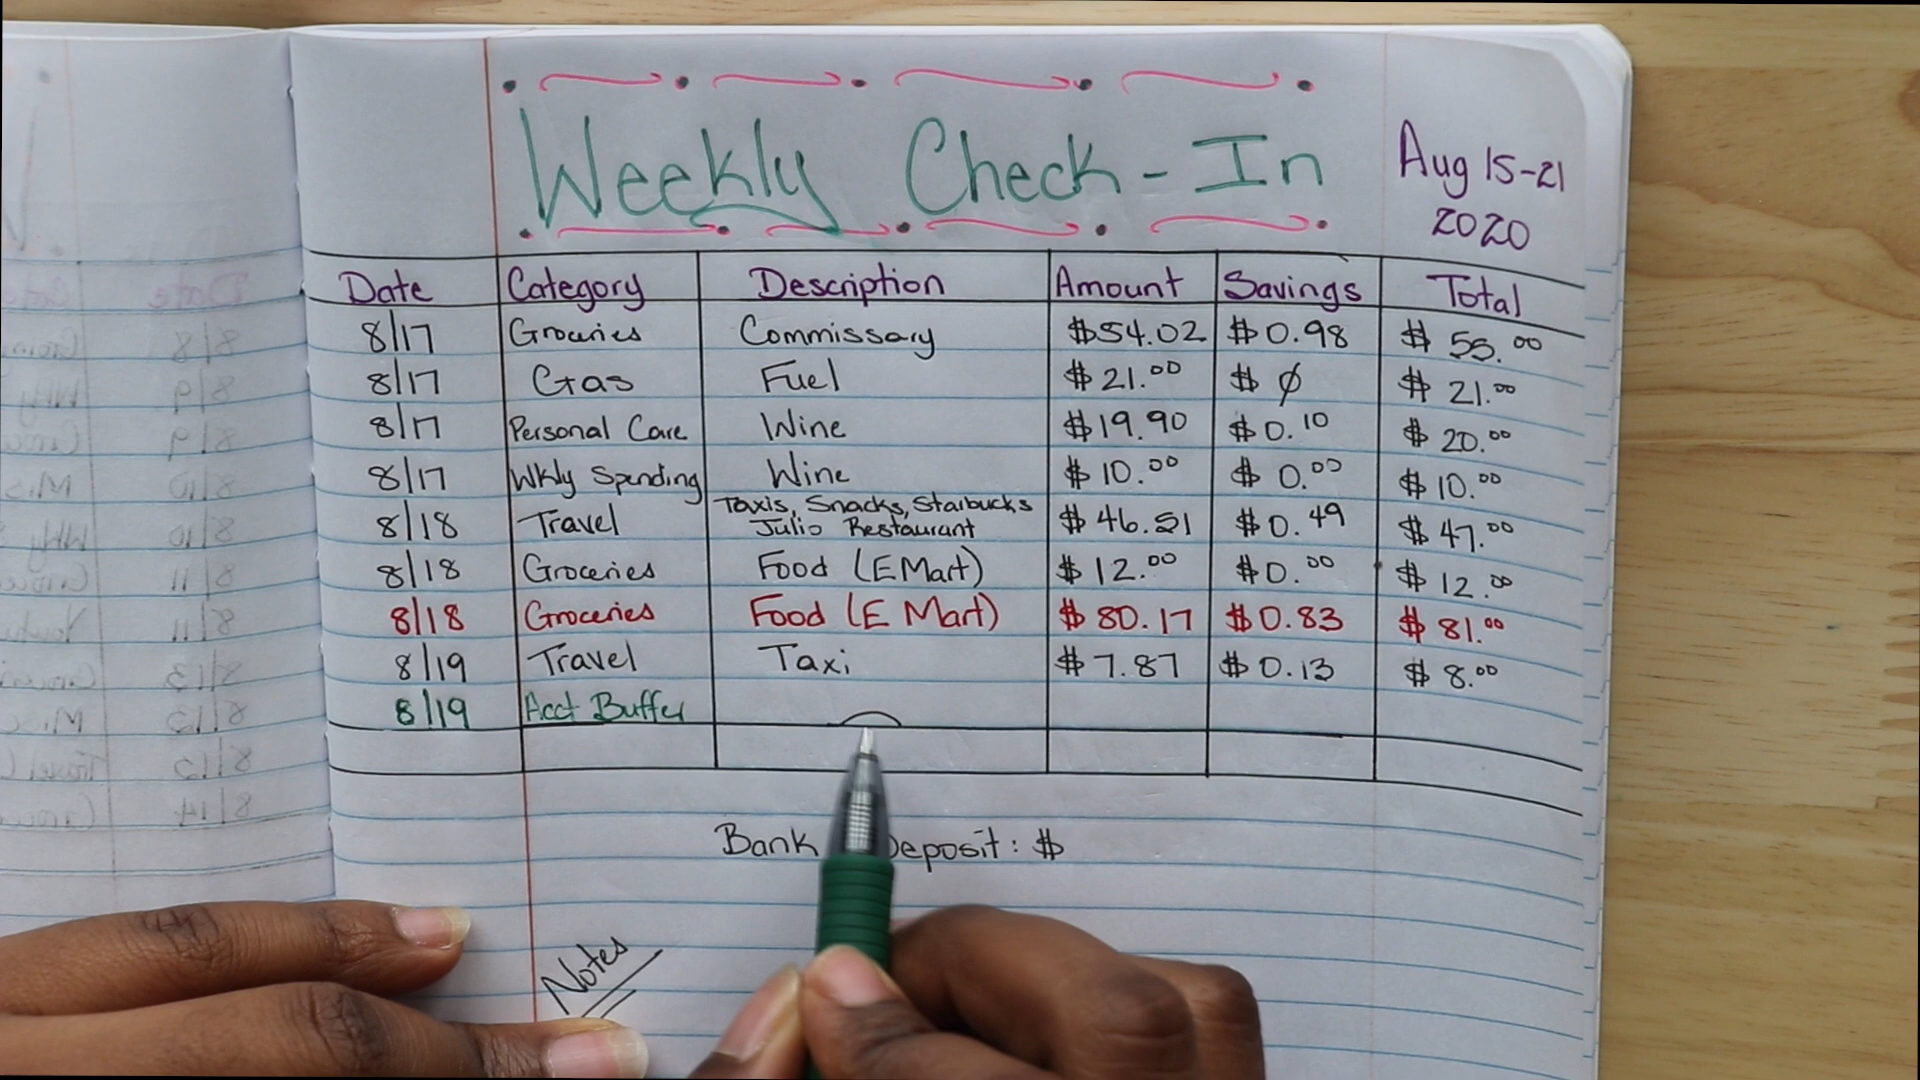 Weekly Check-In
Aug 15-21
2020
Date Category Description Amount Savings Total
8/17 Groceries Commissary $54.02 $0.98 $55.00
8/17 Gas Fuel $21.00 $ø $21.00
8/17 Personal Care Wine $19.90 $0.10 $20.00
8/17 Wkly Spending Wine $10.00 $0.00 $10.00
8/18 Travel Taxis, Snacks, Starbucks Julio Restaurant $46.51 $0.49 $47.00
8/18 Groceries Food (EMart) $12.00 $0.00 $12.00
8/18 Groceries Food (E Mart) $80.17 $0.83 $81.00
8/19 Travel Taxi $7.87 $0.13 $8.00
8/19 Acct Buffer
Bank Deposit: $
Notes